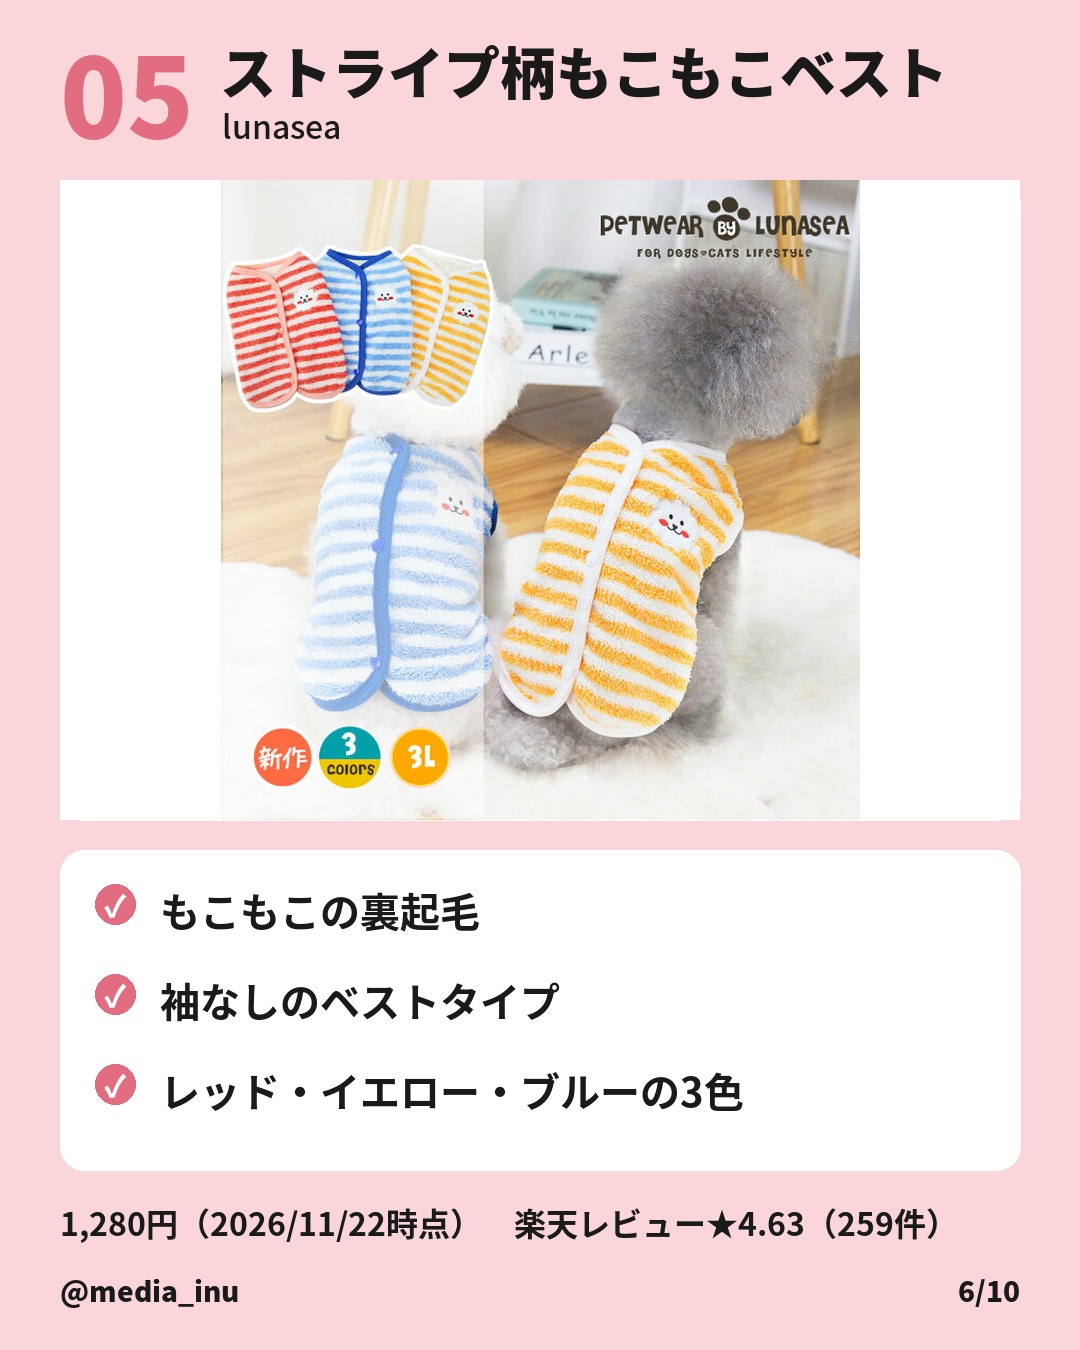 05
ストライプ柄もこもこベスト
lunasea
PETWEAR BY LUNASEA
FOR DOGS CATS LIFESTYLE
Arle
新作
3 colors
3L
もこもこの裏起毛
袖なしのベストタイプ
レッド・イエロー・ブルーの3色
1,280円（2026/11/22時点） 楽天レビュー★4.63（259件）
@media_inu
6/10